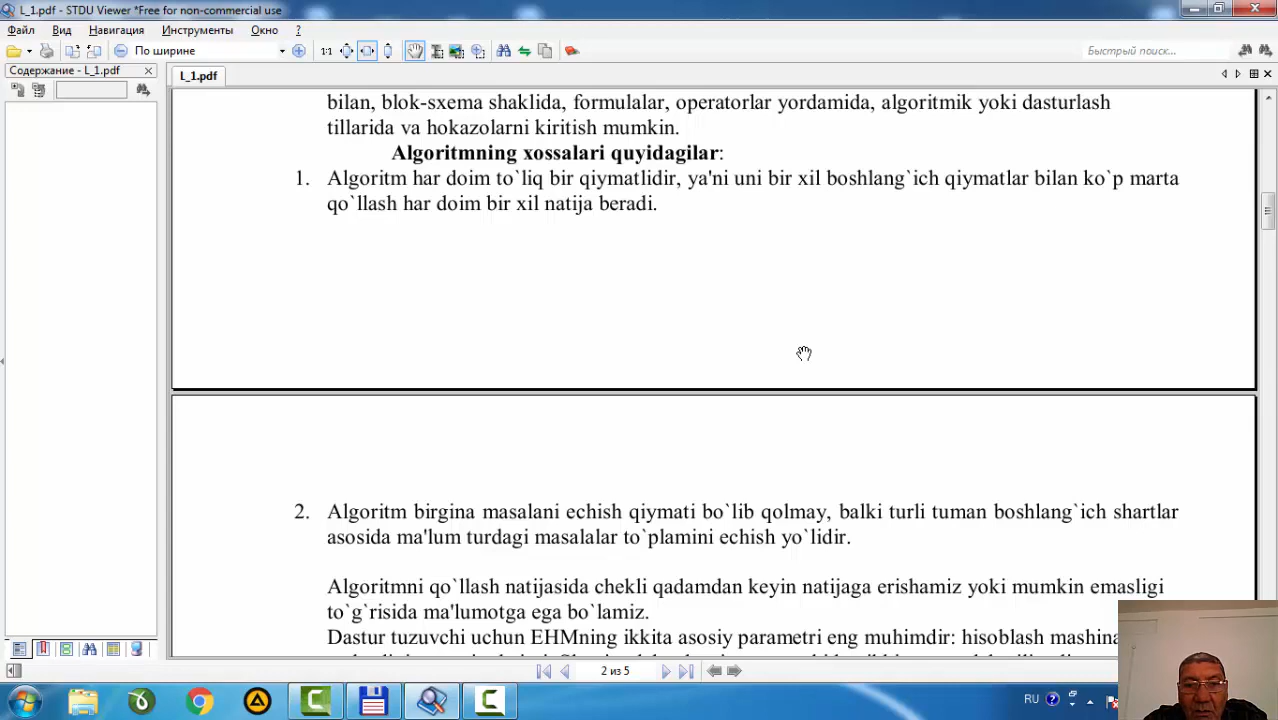 L_1.pdf - STDU Viewer *Free for non-commercial use
Файл Вид Навигация Инструменты Окно ?
По ширине 1:1 Быстрый поиск...
Содержание - L_1.pdf
L_1.pdf
bilan, blok-sxema shaklida, formulalar, operatorlar yordamida, algoritmik yoki dasturlash
tillarida va hokazolarni kiritish mumkin.
Algoritmning xossalari quyidagilar:
1. Algoritm har doim to`liq bir qiymatlidir, ya'ni uni bir xil boshlang`ich qiymatlar bilan ko`p marta
qo`llash har doim bir xil natija beradi.
2. Algoritm birgina masalani echish qiymati bo`lib qolmay, balki turli tuman boshlang`ich shartlar
asosida ma'lum turdagi masalalar to`plamini echish yo`lidir.
Algoritmni qo`llash natijasida chekli qadamdan keyin natijaga erishamiz yoki mumkin emasligi
to`g`risida ma'lumotga ega bo`lamiz.
Dastur tuzuvchi uchun EHMning ikkita asosiy parametri eng muhimdir: hisoblash mashina
2 из 5
RU